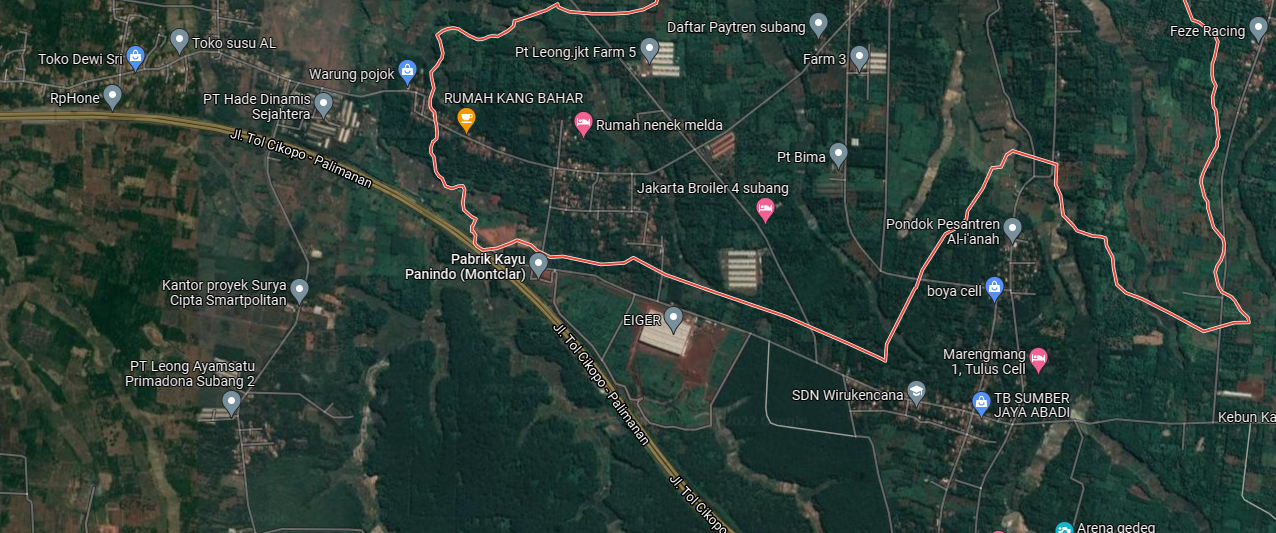 Daftar Paytren subang
Feze Racing
Toko susu AL
Pt Leong.jkt Farm 5
Toko Dewi Sri
Farm 3
Warung pojok
RpHone
PT Hade Dinamis
Sejahtera
RUMAH KANG BAHAR
Rumah nenek melda
Jl. Tol Cikopo - Palimanan
Pt Bima
Jakarta Broiler 4 subang
Pondok Pesantren
Al-i'anah
Pabrik Kayu
Panindo (Montclar)
Kantor proyek Surya
Cipta Smartpolitan
boya cell
EIGER
Jl. Tol Cikopo - Palimanan
Marengmang
1, Tulus Cell
PT Leong Ayamsatu
Primadona Subang 2
SDN Wirukencana
TB SUMBER
JAYA ABADI
Kebun Ka
Jl. Tol Cikopo
Arena gedeg